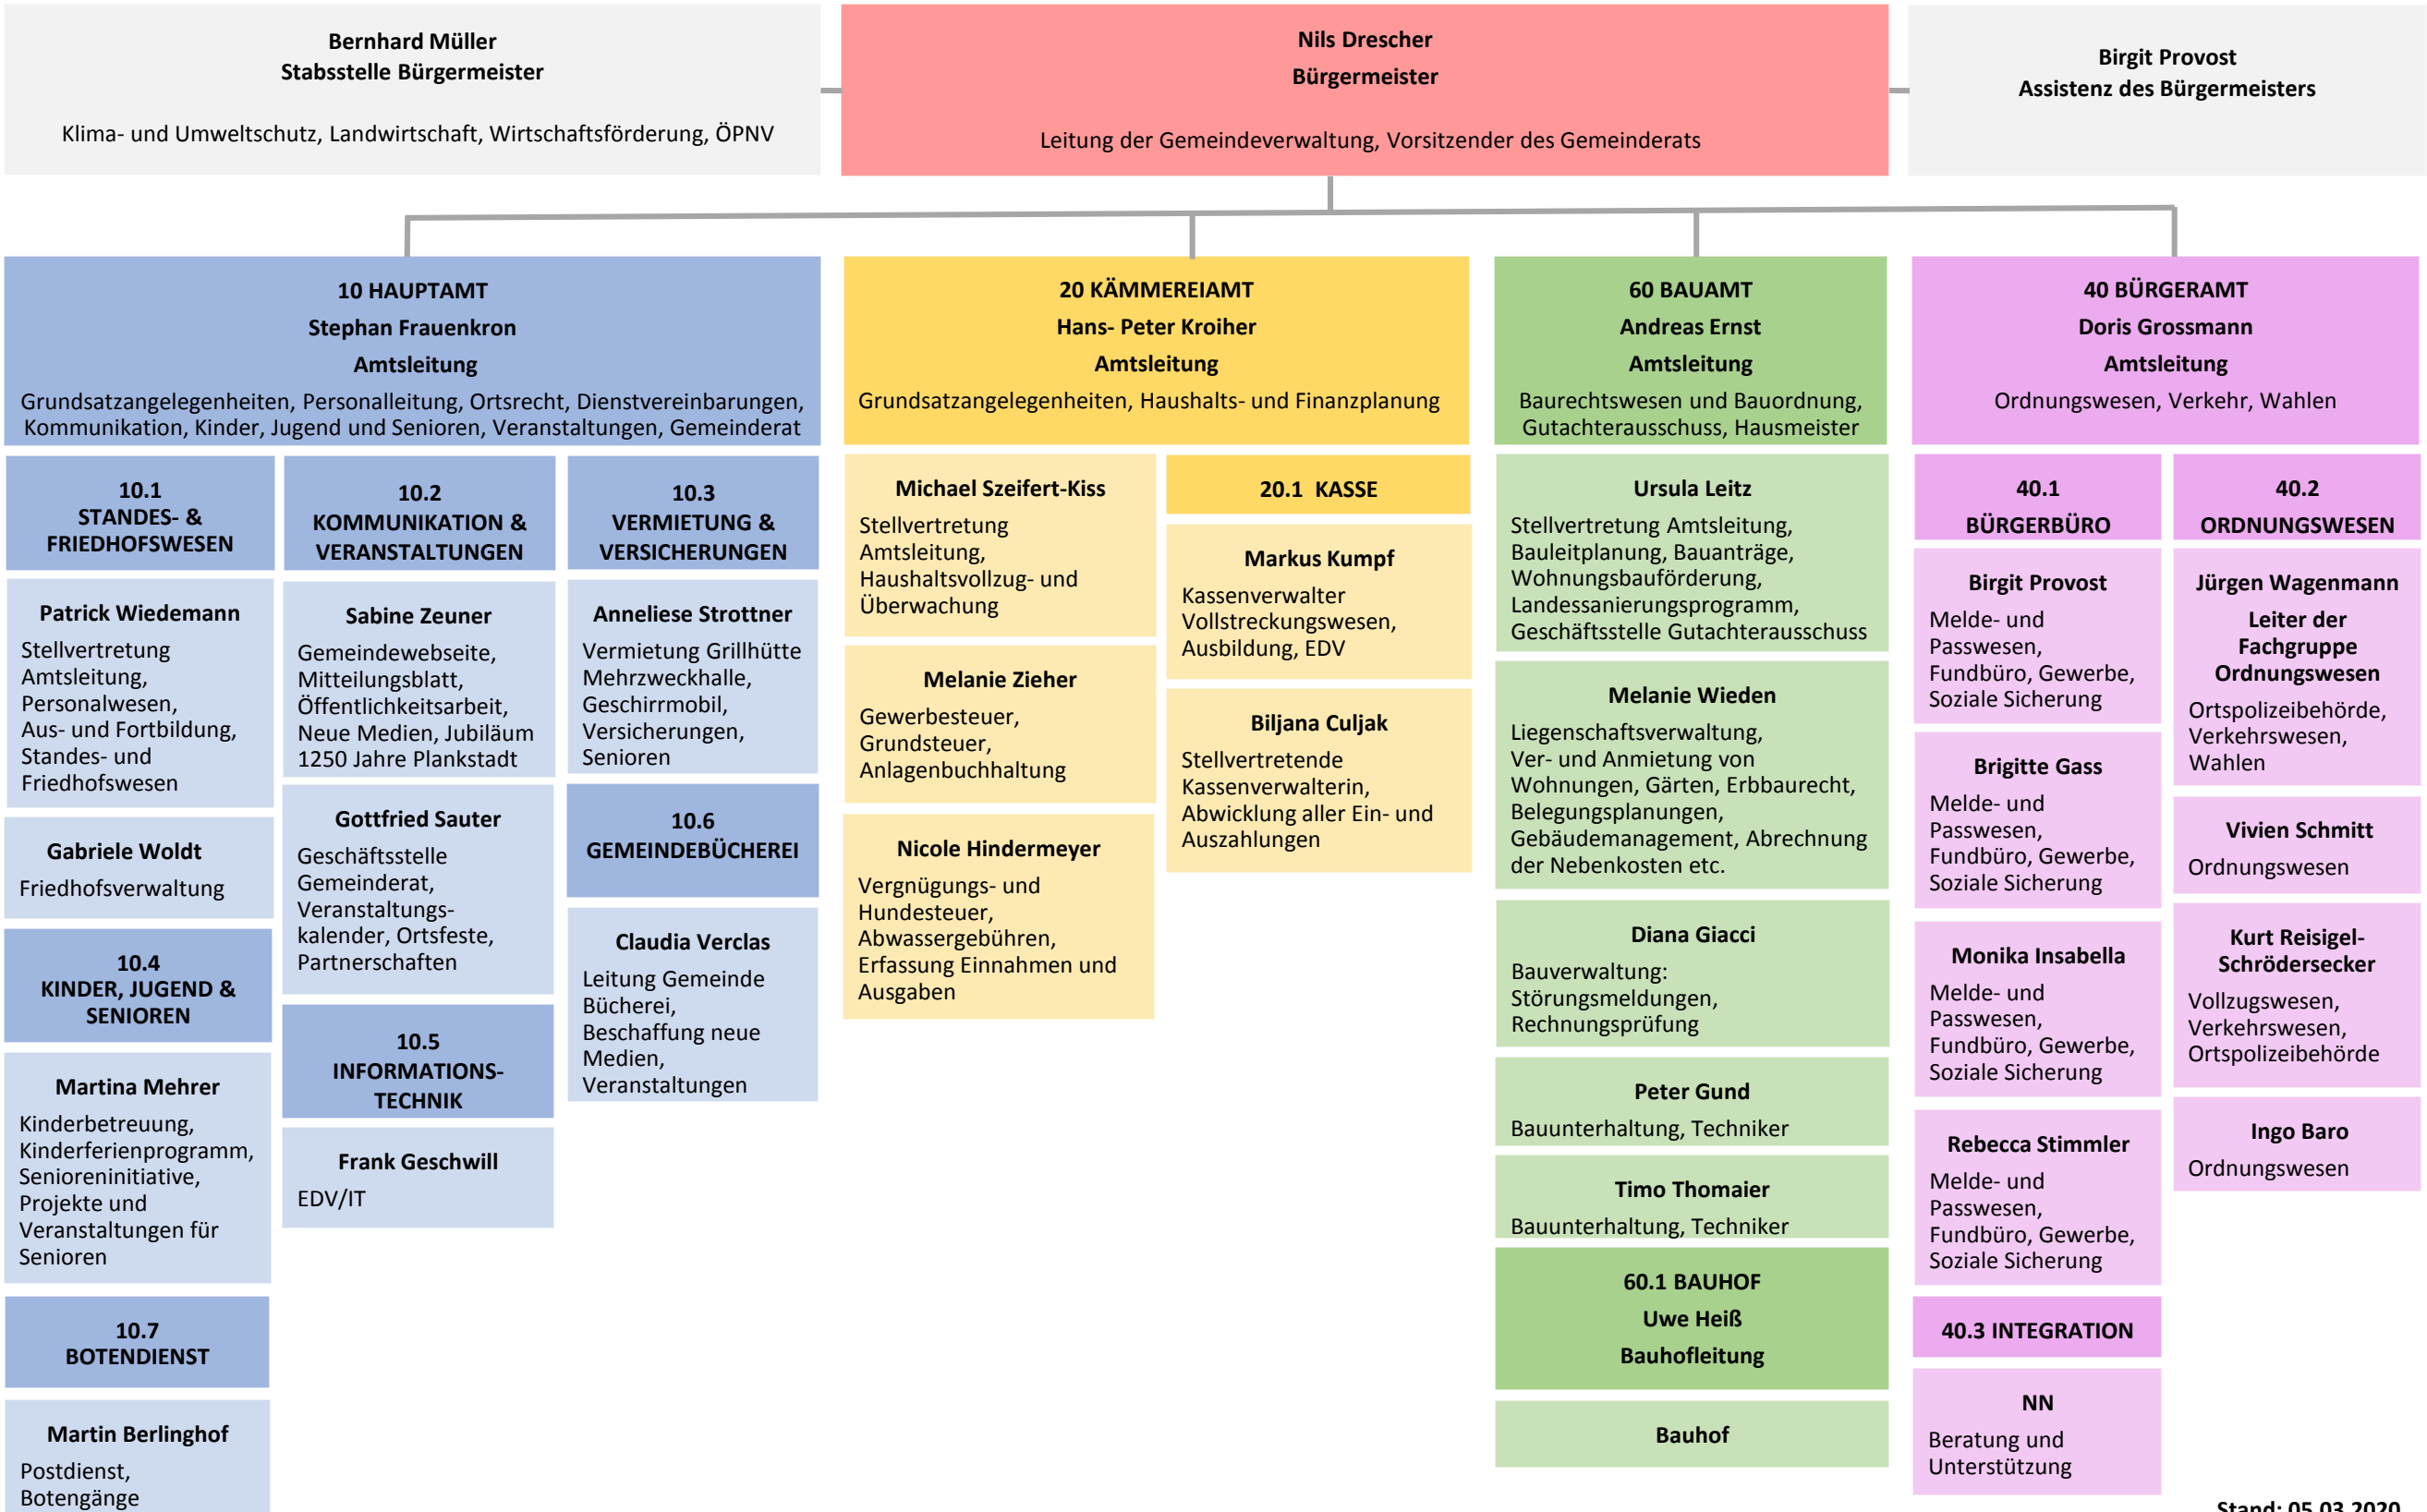 Bernhard Müller
Stabsstelle Bürgermeister
Klima- und Umweltschutz, Landwirtschaft, Wirtschaftsförderung, ÖPNV
Nils Drescher
Bürgermeister
Leitung der Gemeindeverwaltung, Vorsitzender des Gemeinderats
Birgit Provost
Assistenz des Bürgermeisters
10 HAUPTAMT
Stephan Frauenkron
Amtsleitung
Grundsatzangelegenheiten, Personalleitung, Ortsrecht, Dienstvereinbarungen,
Kommunikation, Kinder, Jugend und Senioren, Veranstaltungen, Gemeinderat
10.1
STANDES- &
FRIEDHOFSWESEN
Patrick Wiedemann
Stellvertretung
Amtsleitung,
Personalwesen,
Aus- und Fortbildung,
Standes- und
Friedhofswesen
Gabriele Woldt
Friedhofsverwaltung
10.4
KINDER, JUGEND &
SENIOREN
Martina Mehrer
Kinderbetreuung,
Kinderferienprogramm,
Senioreninitiative,
Projekte und
Veranstaltungen für
Senioren
10.7
BOTENDIENST
Martin Berlinghof
Postdienst,
Botengänge
10.2
KOMMUNIKATION &
VERANSTALTUNGEN
Sabine Zeuner
Gemeindewebseite,
Mitteilungsblatt,
Öffentlichkeitsarbeit,
Neue Medien, Jubiläum
1250 Jahre Plankstadt
Gottfried Sauter
Geschäftsstelle
Gemeinderat,
Veranstaltungs-
kalender, Ortsfeste,
Partnerschaften
10.5
INFORMATIONS-
TECHNIK
Frank Geschwill
EDV/IT
10.3
VERMIETUNG &
VERSICHERUNGEN
Anneliese Strottner
Vermietung Grillhütte
Mehrzweckhalle,
Geschirrmobil,
Versicherungen,
Senioren
10.6
GEMEINDEBÜCHEREI
Claudia Verclas
Leitung Gemeinde
Bücherei,
Beschaffung neue
Medien,
Veranstaltungen
20 KÄMMEREIAMT
Hans- Peter Kroiher
Amtsleitung
Grundsatzangelegenheiten, Haushalts- und Finanzplanung
Michael Szeifert-Kiss
Stellvertretung
Amtsleitung,
Haushaltsvollzug- und
Überwachung
Melanie Zieher
Gewerbesteuer,
Grundsteuer,
Anlagenbuchhaltung
Nicole Hindermeyer
Vergnügungs- und
Hundesteuer,
Abwassergebühren,
Erfassung Einnahmen und
Ausgaben
20.1 KASSE
Markus Kumpf
Kassenverwalter
Vollstreckungswesen,
Ausbildung, EDV
Biljana Culjak
Stellvertretende
Kassenverwalterin,
Abwicklung aller Ein- und
Auszahlungen
60 BAUAMT
Andreas Ernst
Amtsleitung
Baurechtswesen und Bauordnung,
Gutachterausschuss, Hausmeister
Ursula Leitz
Stellvertretung Amtsleitung,
Bauleitplanung, Bauanträge,
Wohnungsbauförderung,
Landessanierungsprogramm,
Geschäftsstelle Gutachterausschuss
Melanie Wieden
Liegenschaftsverwaltung,
Ver- und Anmietung von
Wohnungen, Gärten, Erbbaurecht,
Belegungsplanungen,
Gebäudemanagement, Abrechnung
der Nebenkosten etc.
Diana Giacci
Bauverwaltung:
Störungsmeldungen,
Rechnungsprüfung
Peter Gund
Bauunterhaltung, Techniker
Timo Thomaier
Bauunterhaltung, Techniker
60.1 BAUHOF
Uwe Heiß
Bauhofleitung
Bauhof
40 BÜRGERAMT
Doris Grossmann
Amtsleitung
Ordnungswesen, Verkehr, Wahlen
40.1
BÜRGERBÜRO
Birgit Provost
Melde- und
Passwesen,
Fundbüro, Gewerbe,
Soziale Sicherung
Brigitte Gass
Melde- und
Passwesen,
Fundbüro, Gewerbe,
Soziale Sicherung
Monika Insabella
Melde- und
Passwesen,
Fundbüro, Gewerbe,
Soziale Sicherung
Rebecca Stimmler
Melde- und
Passwesen,
Fundbüro, Gewerbe,
Soziale Sicherung
40.3 INTEGRATION
NN
Beratung und
Unterstützung
40.2
ORDNUNGSWESEN
Jürgen Wagenmann
Leiter der
Fachgruppe
Ordnungswesen
Ortspolizeibehörde,
Verkehrswesen,
Wahlen
Vivien Schmitt
Ordnungswesen
Kurt Reisigel-
Schrödersecker
Vollzugswesen,
Verkehrswesen,
Ortspolizeibehörde
Ingo Baro
Ordnungswesen
Stand: 05.03.2020